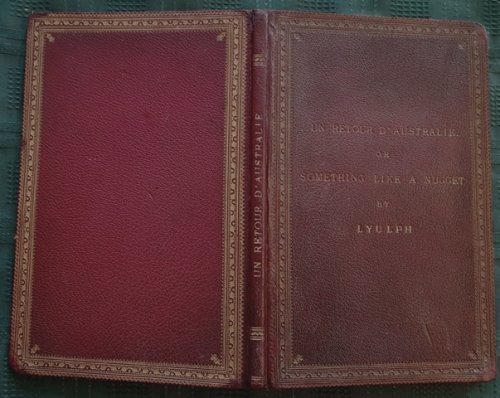 UN RETOUR D'AUSTRALIE
UN RETOUR D'AUSTRALIE.
OR
SOMETHING LIKE A NUGGET
BY
LYULPH